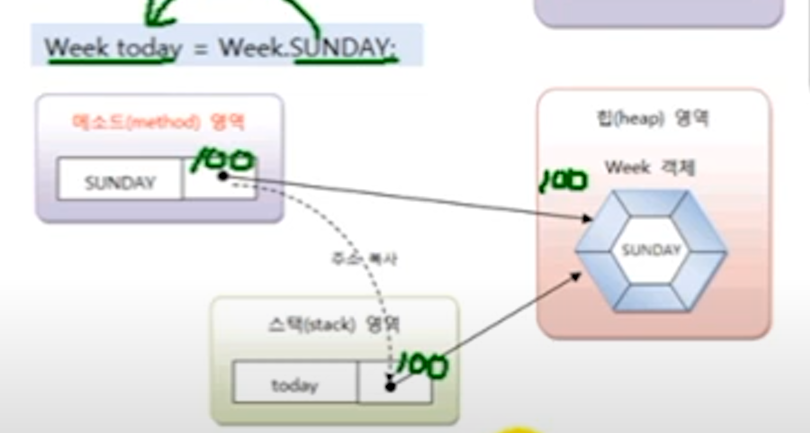 Week today = Week.SUNDAY;
메소드(method) 영역
100
SUNDAY
힙(heap) 영역
Week 객체
100
SUNDAY
주소 복사
스택(stack) 영역
100
today